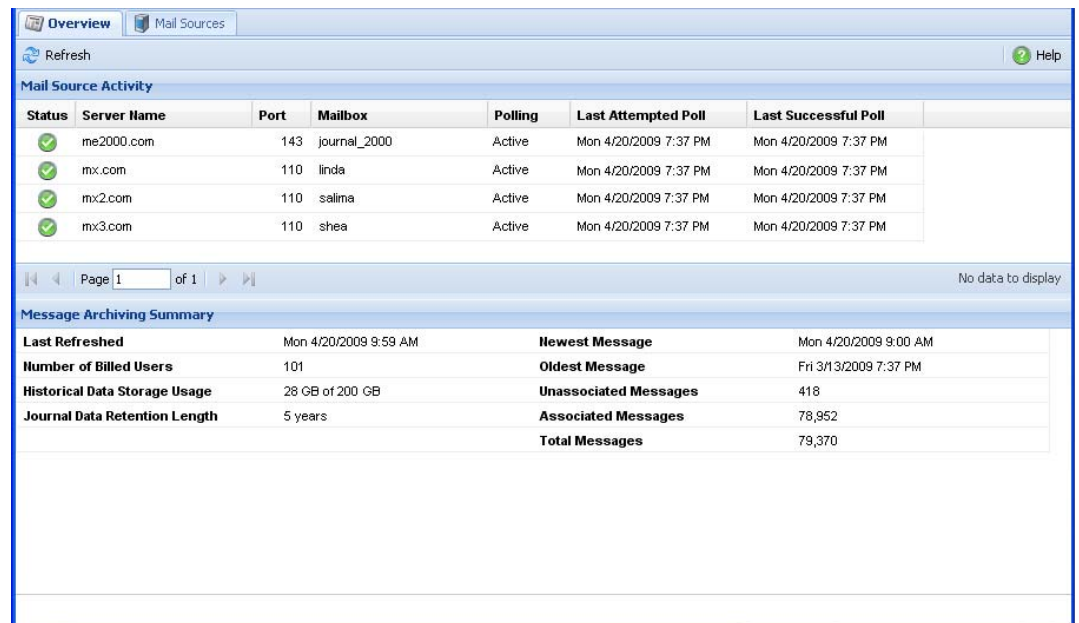 Overview Mail Sources
Refresh Help
Mail Source Activity
Status Server Name Port Mailbox Polling Last Attempted Poll Last Successful Poll
me2000.com 143 journal_2000 Active Mon 4/20/2009 7:37 PM Mon 4/20/2009 7:37 PM
mx.com 110 linda Active Mon 4/20/2009 7:37 PM Mon 4/20/2009 7:37 PM
mx2.com 110 salima Active Mon 4/20/2009 7:37 PM Mon 4/20/2009 7:37 PM
mx3.com 110 shea Active Mon 4/20/2009 7:37 PM Mon 4/20/2009 7:37 PM
Page 1 of 1 No data to display
Message Archiving Summary
Last Refreshed Mon 4/20/2009 9:59 AM Newest Message Mon 4/20/2009 9:00 AM
Number of Billed Users 101 Oldest Message Fri 3/13/2009 7:37 PM
Historical Data Storage Usage 28 GB of 200 GB Unassociated Messages 418
Journal Data Retention Length 5 years Associated Messages 78,952
Total Messages 79,370